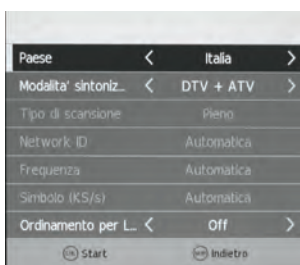 Paese < Italia >
Modalita' sintoniz... < DTV + ATV >
Tipo di scansione Pieno
Network ID Automatica
Frequenza Automatica
Simbolo (KS/s) Automatica
Ordinamento per L... < Off >
Start Indietro